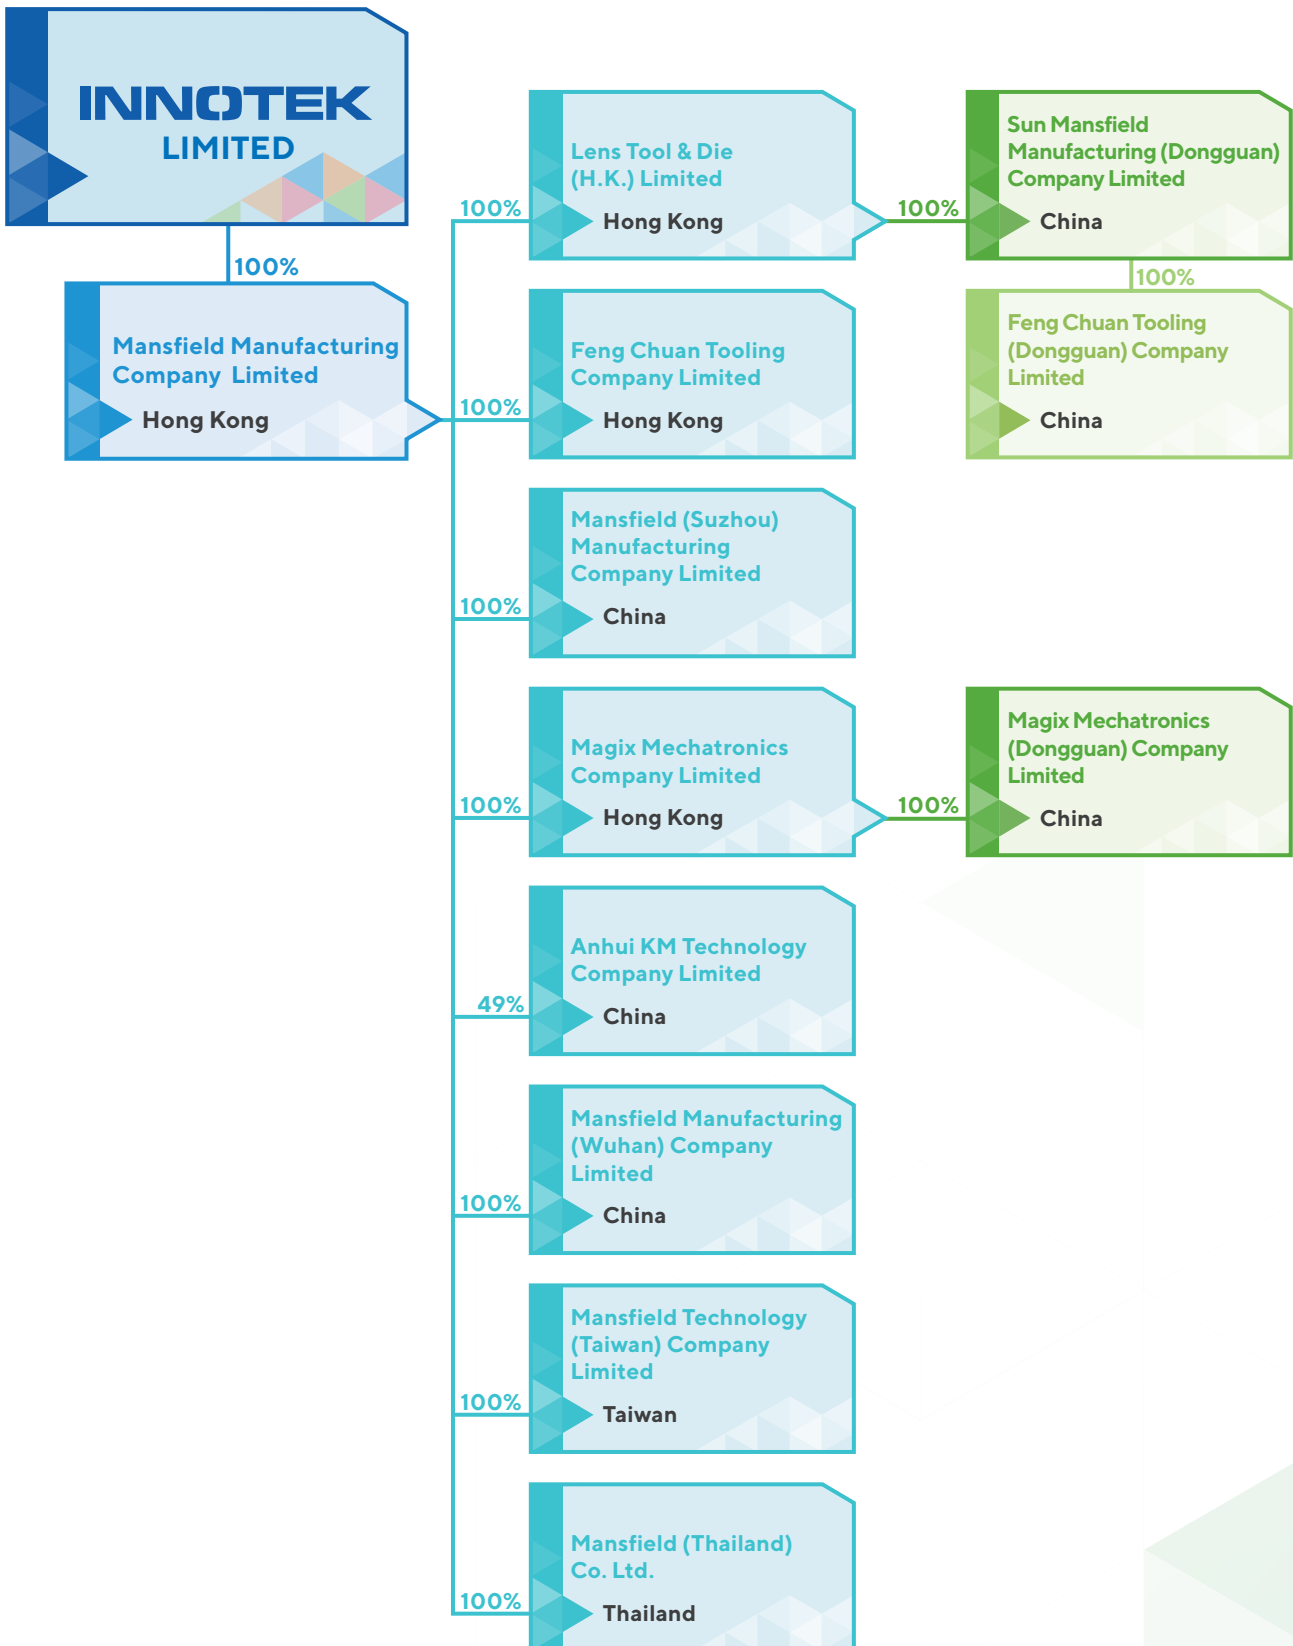 INNOTEK
LIMITED
100%
Mansfield Manufacturing
Company Limited
Hong Kong
100%
Lens Tool & Die
(H.K.) Limited
Hong Kong
100%
Sun Mansfield
Manufacturing (Dongguan)
Company Limited
China
100%
Feng Chuan Tooling
(Dongguan) Company
Limited
China
100%
Feng Chuan Tooling
Company Limited
Hong Kong
100%
Mansfield (Suzhou)
Manufacturing
Company Limited
China
100%
Magix Mechatronics
Company Limited
Hong Kong
100%
Magix Mechatronics
(Dongguan) Company
Limited
China
49%
Anhui KM Technology
Company Limited
China
100%
Mansfield Manufacturing
(Wuhan) Company
Limited
China
100%
Mansfield Technology
(Taiwan) Company
Limited
Taiwan
100%
Mansfield (Thailand)
Co. Ltd.
Thailand